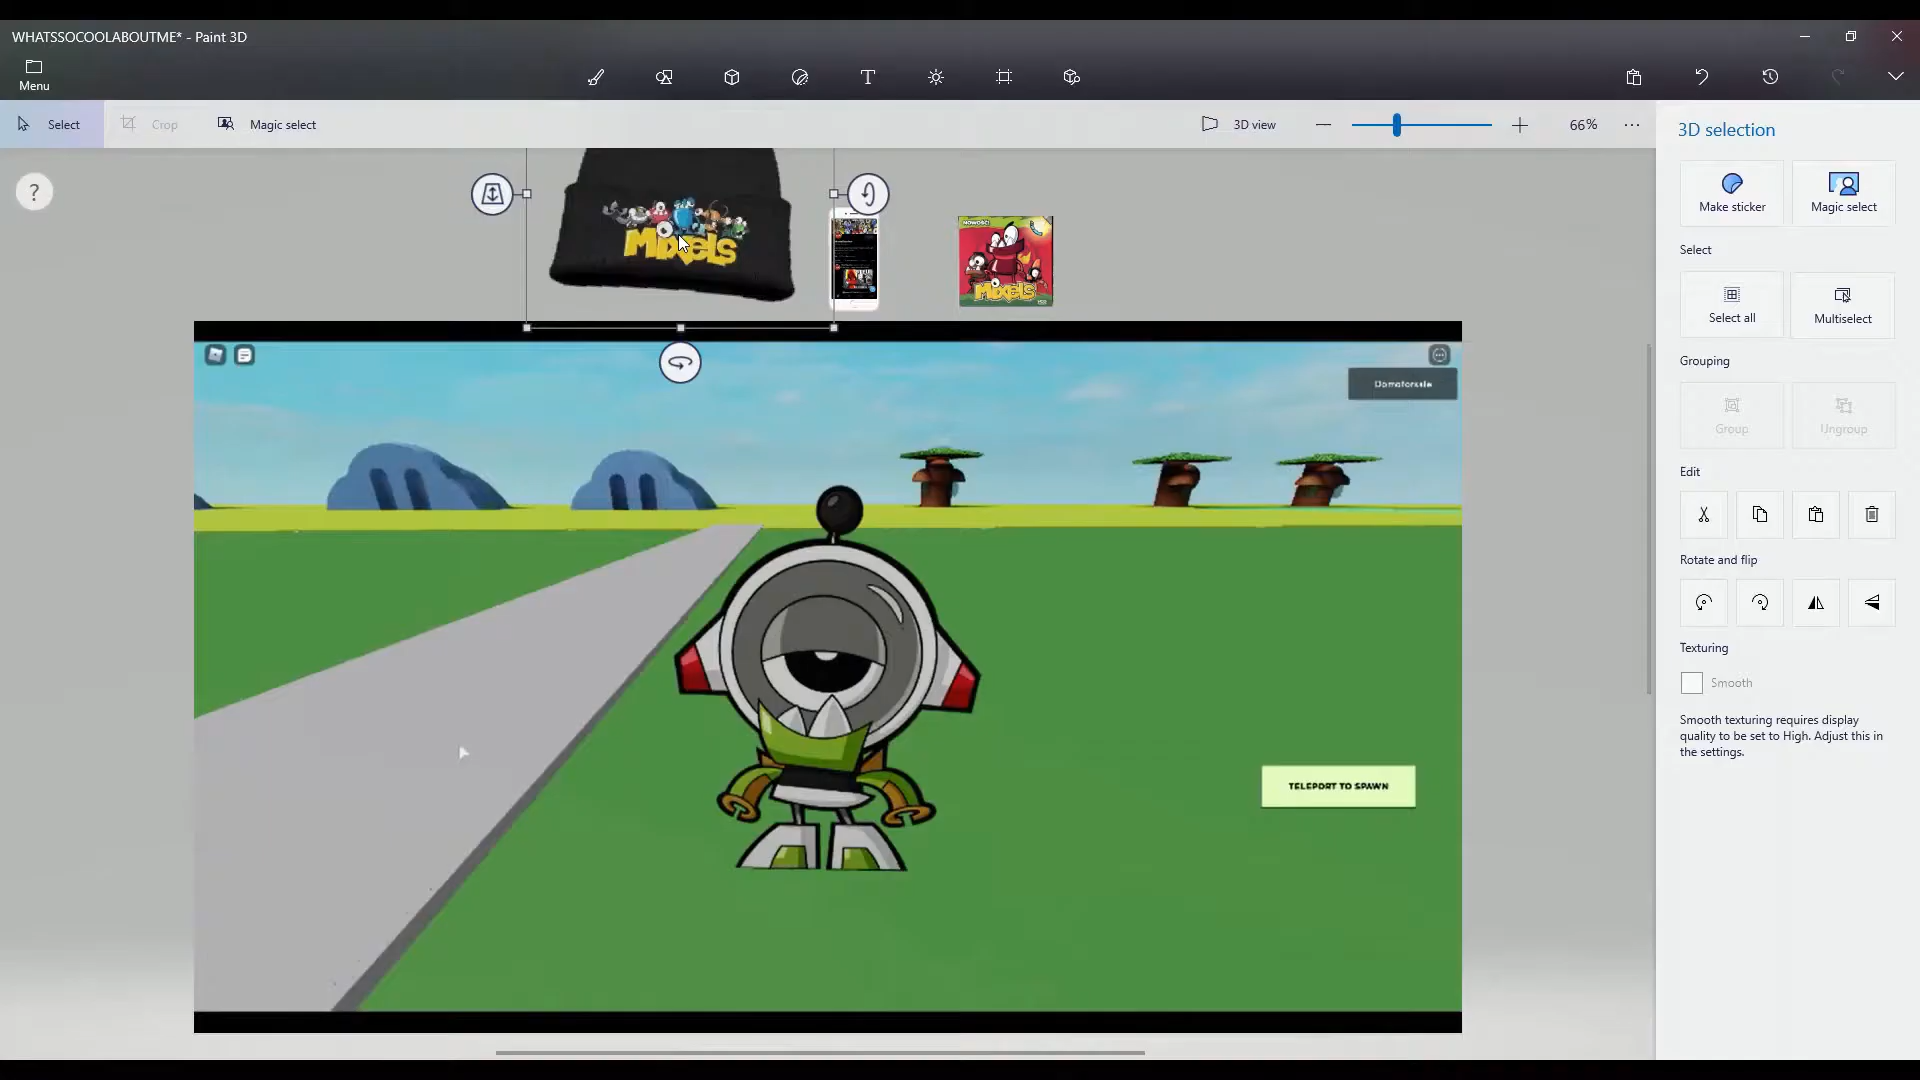 WHATSSOCOOLABOUTME* - Paint 3D
Menu
Select
Crop
Magic select
3D view
66%
3D selection
?
Make sticker
Magic select
Select
Select all
Multiselect
Grouping
Group
Ungroup
Edit
Rotate and flip
Texturing
Smooth
Smooth texturing requires display
quality to be set to High. Adjust this in
the settings.
Mixels
Mixels
TELEPORT TO SPAWN